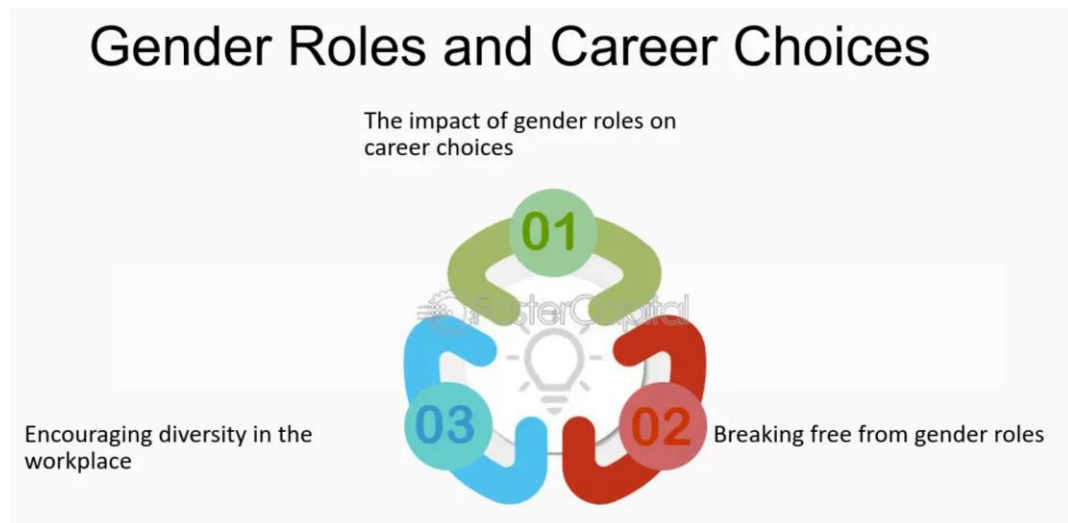 Gender Roles and Career Choices
The impact of gender roles on
career choices
01
FasterCapital
03
02
Encouraging diversity in the
workplace
Breaking free from gender roles